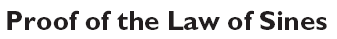 Proof of the Law of Sines